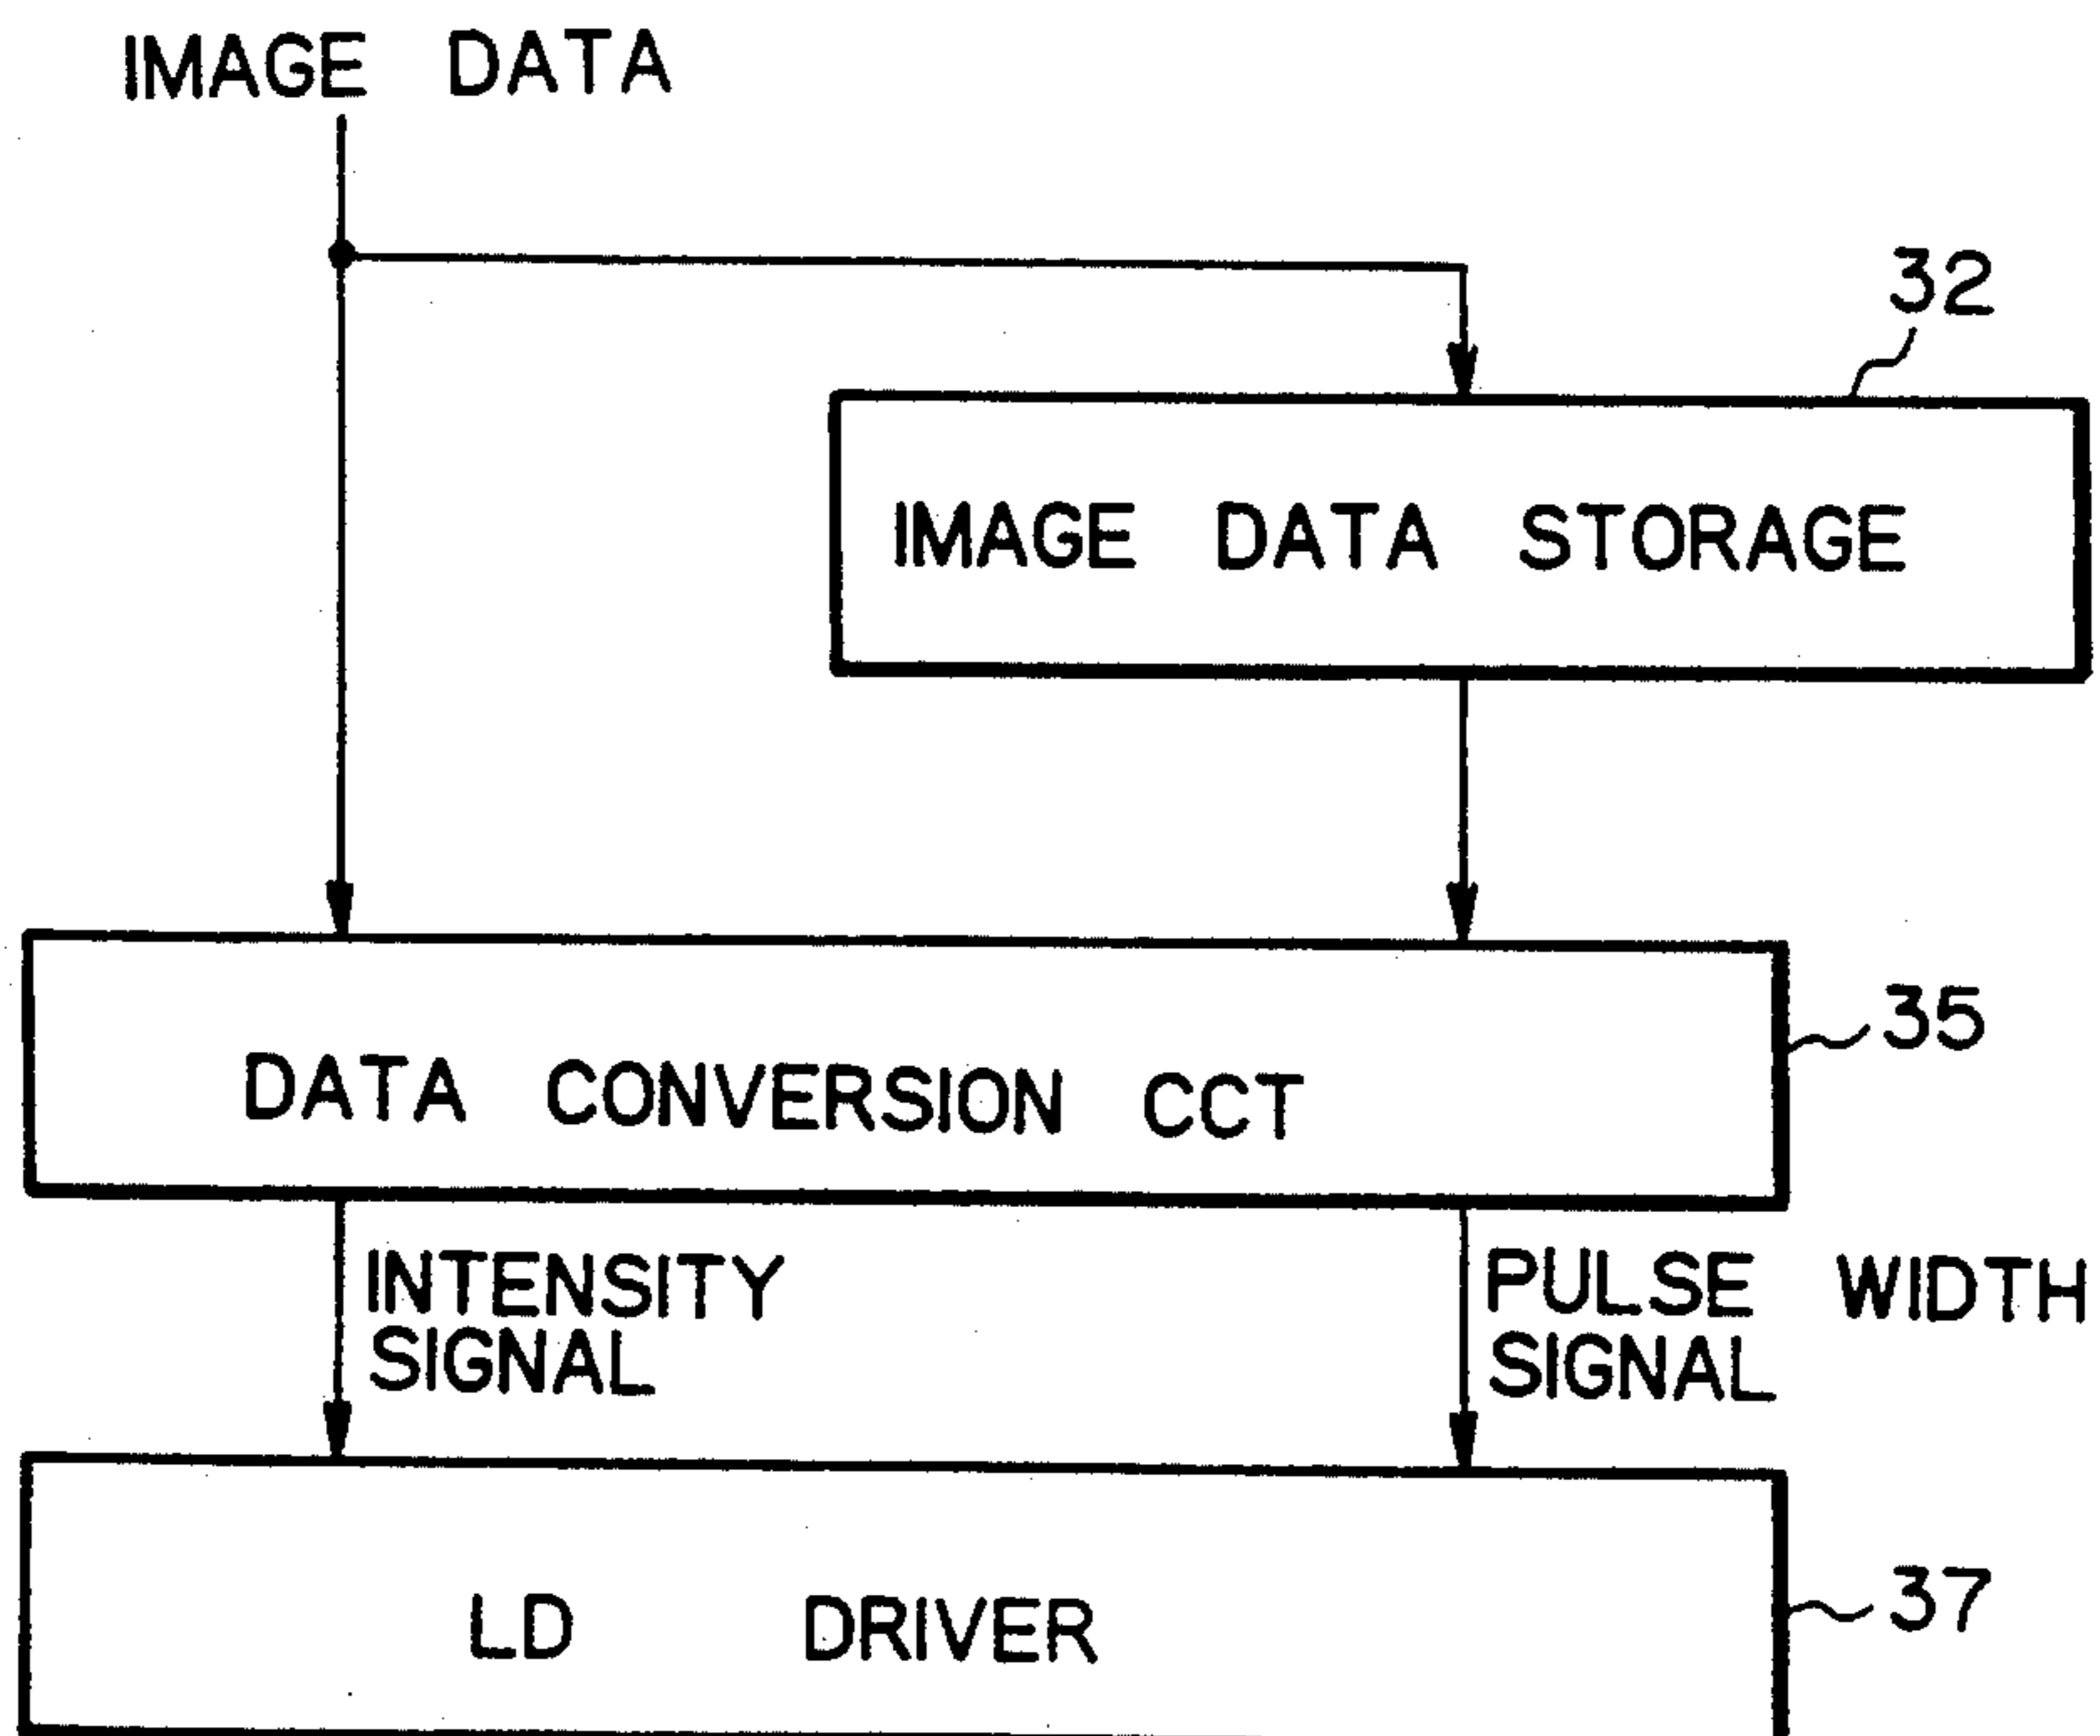 IMAGE DATA
32
IMAGE DATA STORAGE
35
DATA CONVERSION CCT
INTENSITY
SIGNAL
PULSE WIDTH
SIGNAL
37
LD DRIVER